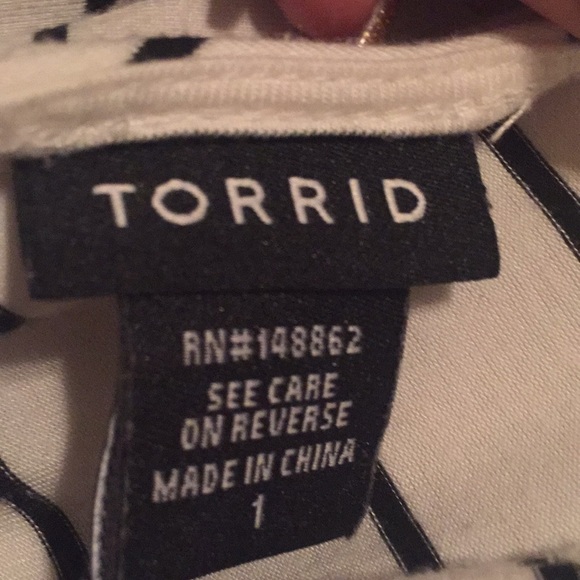 TORRID
RN#148862
SEE CARE
ON REVERSE
MADE IN CHINA
1